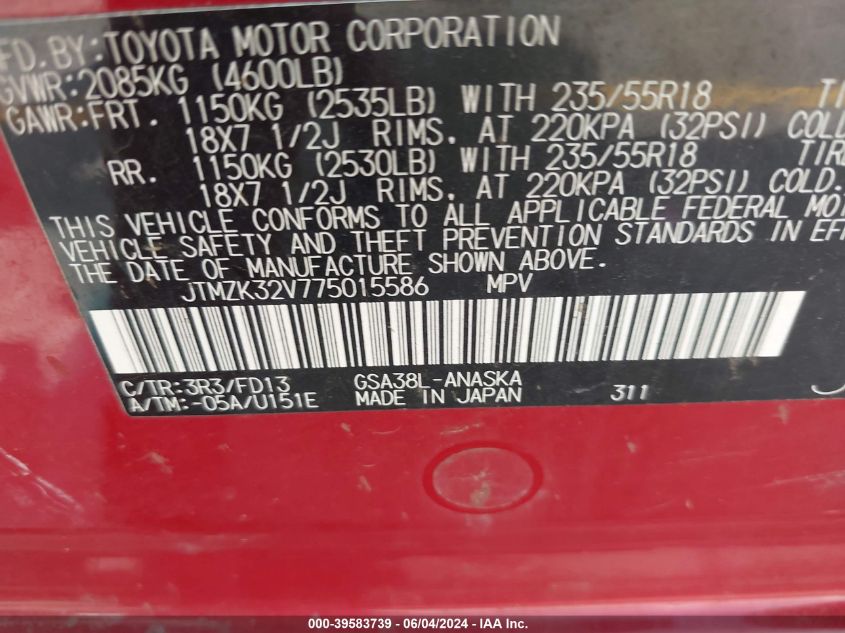 FD. BY: TOYOTA MOTOR CORPORATION
GVWR: 2085KG (4600LB)
GAWR: FRT. 1150KG (2535LB) WITH 235/55R18 TI
18X7 1/2J RIMS, AT 220KPA (32PSI) COLD
RR. 1150KG (2530LB) WITH 235/55R18 TIRE
18X7 1/2J RIMS, AT 220KPA (32PSI) COLD.
THIS VEHICLE CONFORMS TO ALL APPLICABLE FEDERAL MOT
VEHICLE SAFETY AND THEFT PREVENTION STANDARDS IN EFF
THE DATE OF MANUFACTURE SHOWN ABOVE.
JTMZK32V775015586 MPV
C/TR: 3R3/FD13 GSA38L-ANASKA
A/TM: -05A/U151E MADE IN JAPAN 311
000-39583739 - 06/04/2024 - IAA Inc.